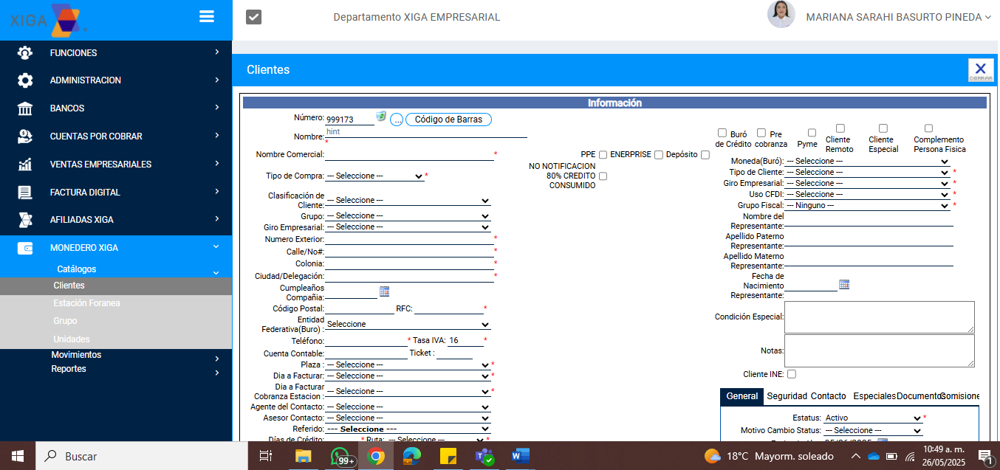 XIGA
Departamento XIGA EMPRESARIAL
MARIANA SARAHI BASURTO PINEDA
FUNCIONES
ADMINISTRACION
BANCOS
CUENTAS POR COBRAR
VENTAS EMPRESARIALES
FACTURA DIGITAL
AFILIADAS XIGA
MONEDERO XIGA
Catálogos
Clientes
Estación Foranea
Grupo
Unidades
Movimientos
Reportes
Clientes
X
CERRAR
Información
Número: 999173 ... Código de Barras
Nombre: hint
*
Nombre Comercial: *
Tipo de Compra: --- Seleccione --- *
Clasificación de
Cliente: --- Seleccione ---
Grupo: --- Seleccione ---
Giro Empresarial: --- Seleccione ---
Numero Exterior: *
Calle/No#: *
Colonia: *
Ciudad/Delegación: *
Cumpleaños
Compañia:
Código Postal: RFC: *
Entidad
Federativa(Buro) : Seleccione
Teléfono: * Tasa IVA: 16 *
Cuenta Contable: Ticket :
Plaza : --- Seleccione --- *
Dia a Facturar: --- Seleccione --- *
Dia a Facturar
Cobranza Estacion : --- Seleccione --- *
Agente del Contacto: --- Seleccione ---
Asesor Contacto: --- Seleccione ---
Referido: --- Seleccione ---
Días de Crédito: * Ruta: --- Seleccione --- *
PPE ENERPRISE Depósito
NO NOTIFICACION
80% CREDITO
CONSUMIDO
Buró
de Crédito
Pre
cobranza
Pyme
Cliente
Remoto
Cliente
Especial
Complemento
Persona Fisica
Moneda(Buró): --- Seleccione ---
Tipo de Cliente: --- Seleccione --- *
Giro Empresarial: --- Seleccione --- *
Uso CFDI: --- Seleccione --- *
Grupo Fiscal: --- Ninguno --- *
Nombre del
Representante:
Apellido Paterno
Representante:
Apellido Materno
Representante:
Fecha de
Nacimiento
Representante:
Condición Especial:
Notas:
Cliente INE:
General Seguridad Contacto Especiales Documentos Comisione
Estatus: Activo *
Motivo Cambio Status: --- Seleccione ---
Buscar
99+
18°C Mayorm. soleado
10:49 a. m.
26/05/2025
1